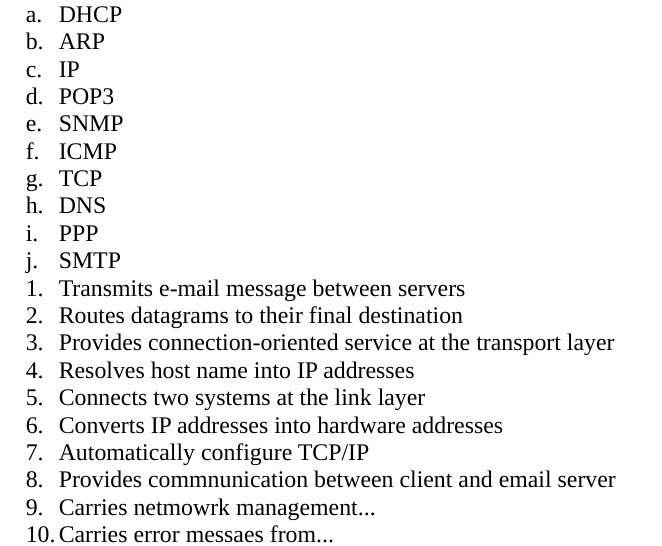 a. DHCP
b. ARP
c. IP
d. POP3
e. SNMP
f. ICMP
g. TCP
h. DNS
i. PPP
j. SMTP
1. Transmits e-mail message between servers
2. Routes datagrams to their final destination
3. Provides connection-oriented service at the transport layer
4. Resolves host name into IP addresses
5. Connects two systems at the link layer
6. Converts IP addresses into hardware addresses
7. Automatically configure TCP/IP
8. Provides commnunication between client and email server
9. Carries netmowrk management...
10. Carries error messaes from...